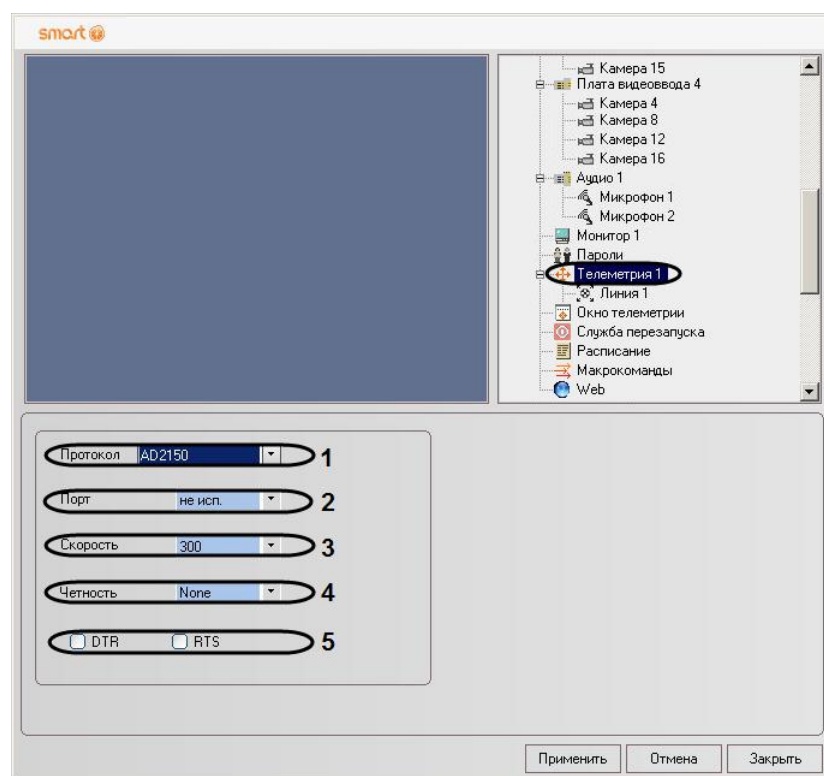 smart
Камера 15
Плата видеоввода 4
Камера 4
Камера 8
Камера 12
Камера 16
Аудио 1
Микрофон 1
Микрофон 2
Монитор 1
Пароли
Телеметрия 1
Линия 1
Окно телеметрии
Служба перезапуска
Расписание
Макрокоманды
Web
Протокол AD2150 1
Порт не исп. 2
Скорость 300 3
Четность None 4
DTR RTS 5
Применить Отмена Закрыть